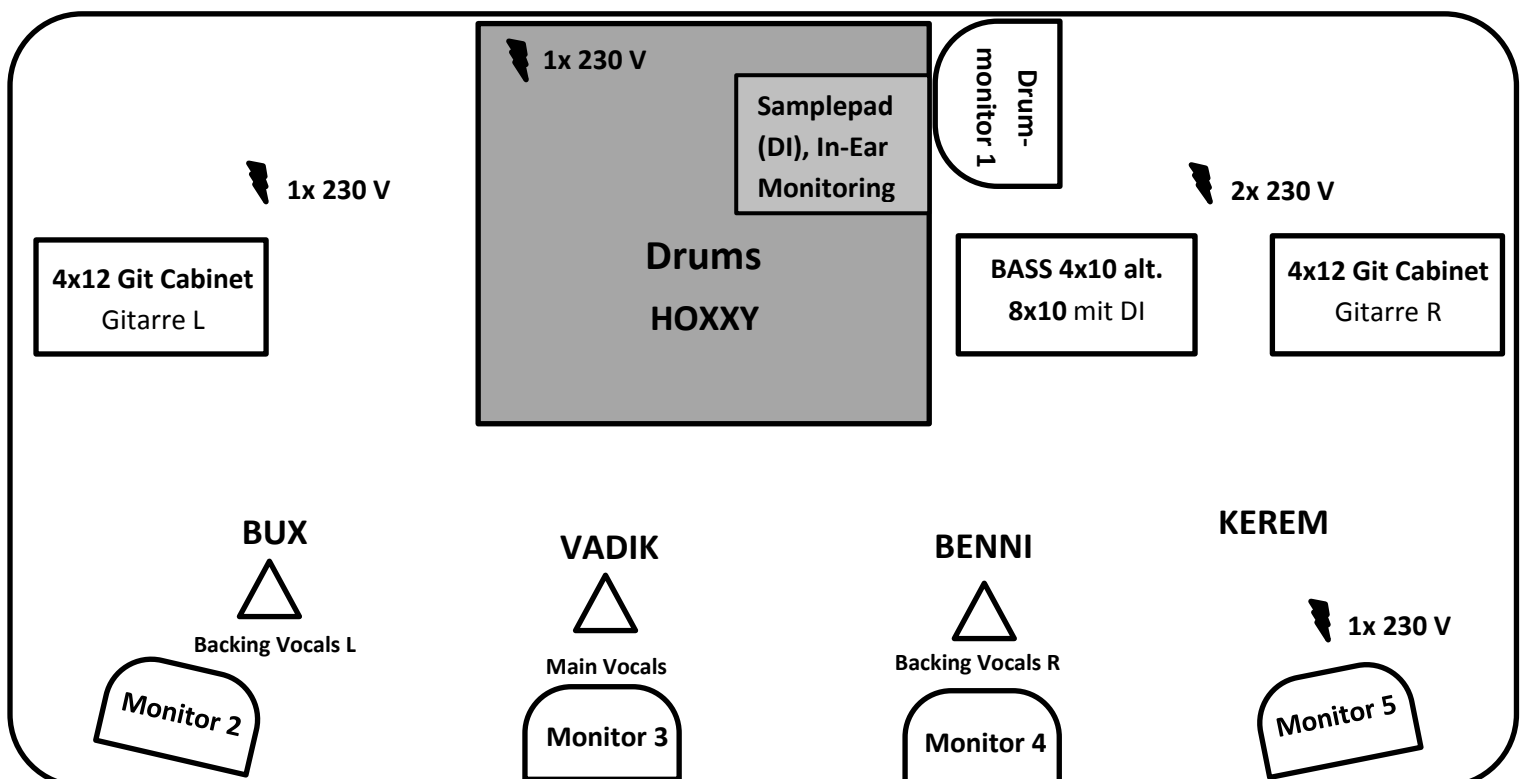 1x 230 V
Samplepad
(DI), In-Ear
Monitoring
Drum-
monitor 1
1x 230 V
2x 230 V
4x12 Git Cabinet
Gitarre L
Drums
HOXXY
BASS 4x10 alt.
8x10 mit DI
4x12 Git Cabinet
Gitarre R
BUX
Backing Vocals L
VADIK
Main Vocals
BENNI
Backing Vocals R
KEREM
1x 230 V
Monitor 2
Monitor 3
Monitor 4
Monitor 5